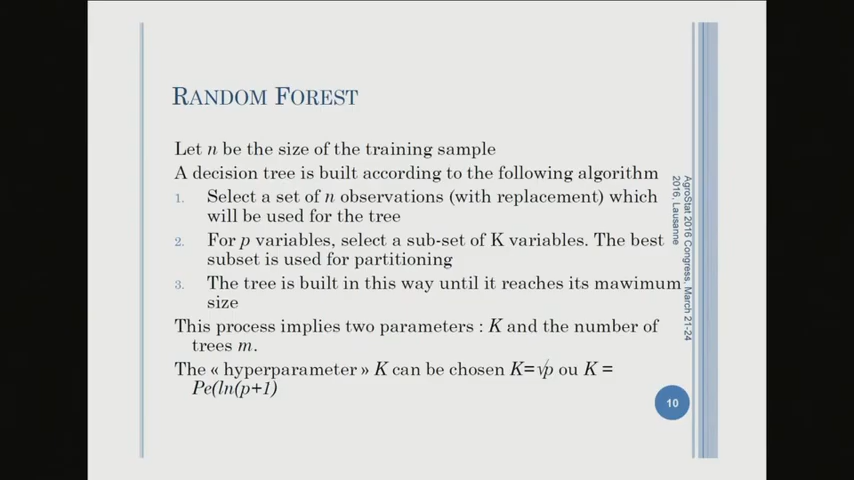 RANDOM FOREST
Let n be the size of the training sample
A decision tree is built according to the following algorithm
1. Select a set of n observations (with replacement) which
will be used for the tree
2. For p variables, select a sub-set of K variables. The best
subset is used for partitioning
3. The tree is built in this way until it reaches its mawimum
size
This process implies two parameters : K and the number of
trees m.
The « hyperparameter » K can be chosen K=√p ou K =
Pe(ln(p+1)
AgroStat 2016 Congress, March 21-24
2016, Lausanne
10